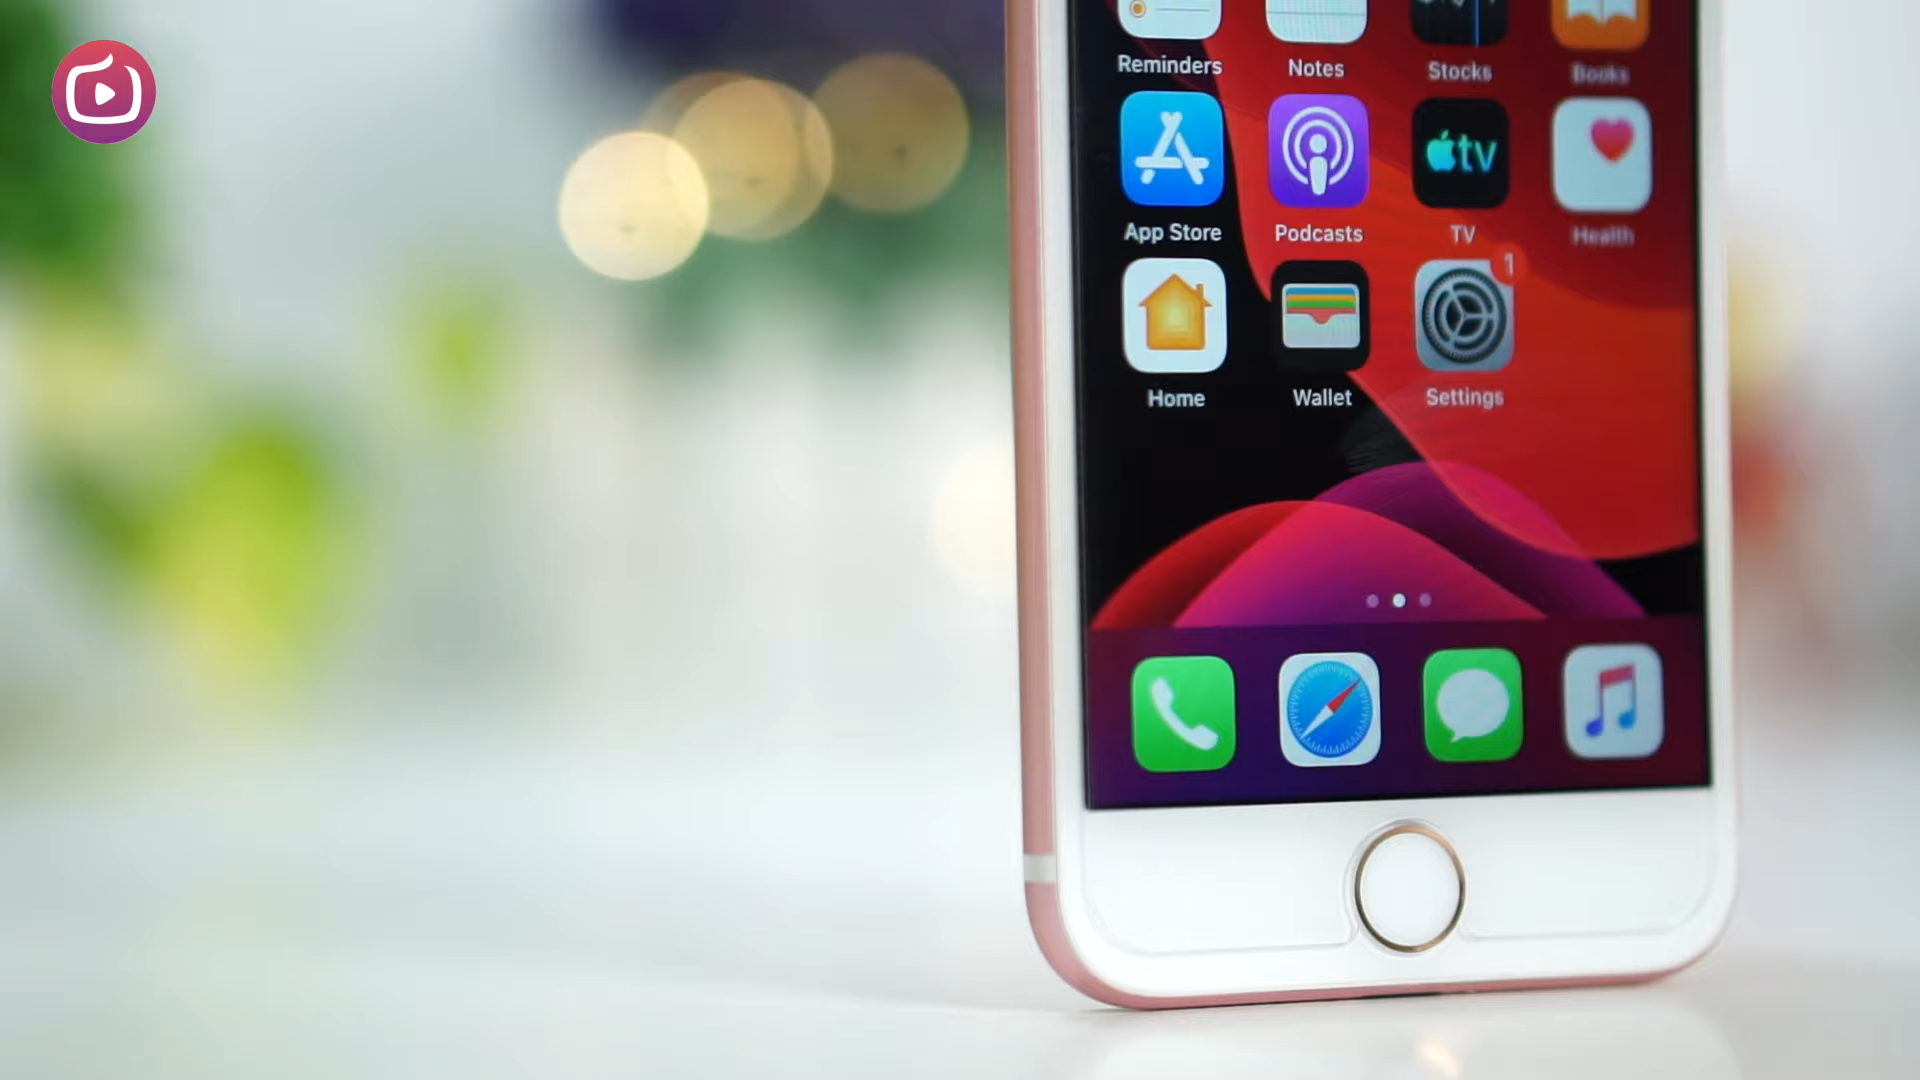 Reminders Notes Stocks Books
tv
App Store Podcasts TV Health
1
Home Wallet Settings